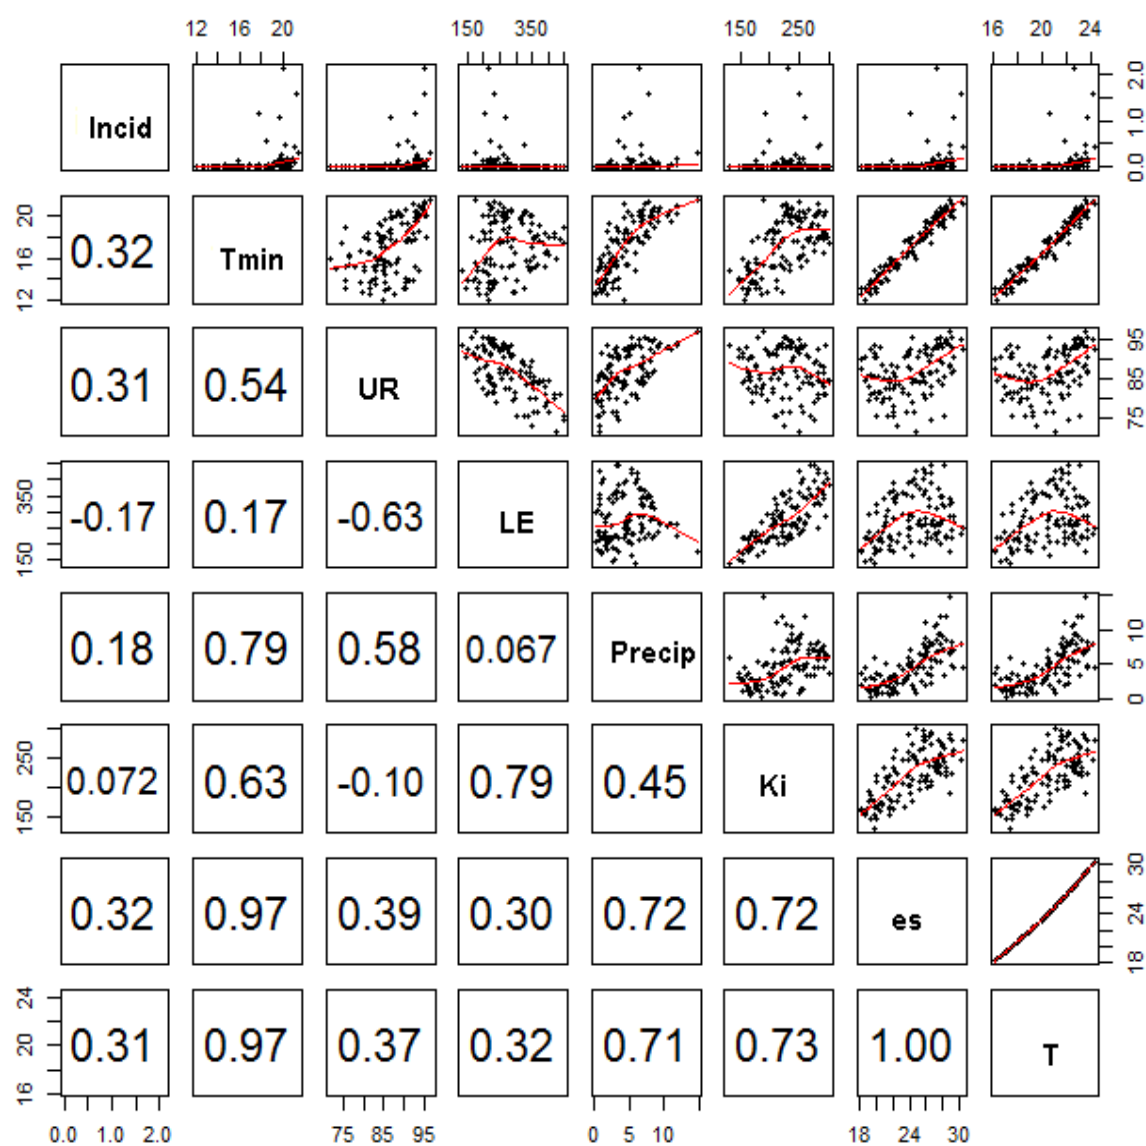 12 16 20 150 350 150 250 16 20 24
Incid 0.0 1.0 2.0
12 16 20 0.32 Tmin
0.31 0.54 UR 75 85 95
150 350 -0.17 0.17 -0.63 LE
0.18 0.79 0.58 0.067 Precip 0 5 10
150 250 0.072 0.63 -0.10 0.79 0.45 Ki
0.32 0.97 0.39 0.30 0.72 0.72 es 18 24 30
16 20 24 0.31 0.97 0.37 0.32 0.71 0.73 1.00 T
0.0 1.0 2.0 75 85 95 0 5 10 18 24 30